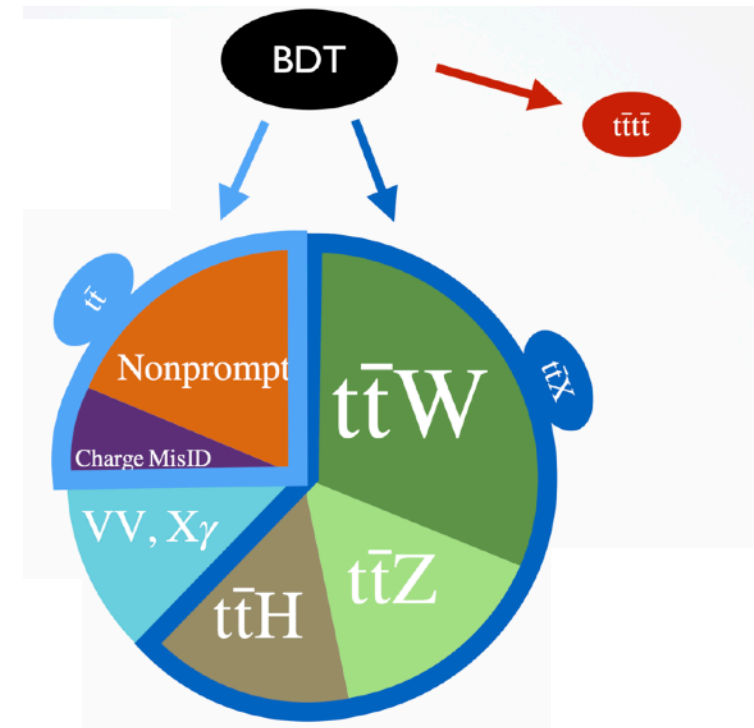 BDT
tt̄tt̄
tt̄
Nonprompt
tt̄W
tt̄X
Charge MisID
VV, Xγ
tt̄Z
tt̄H